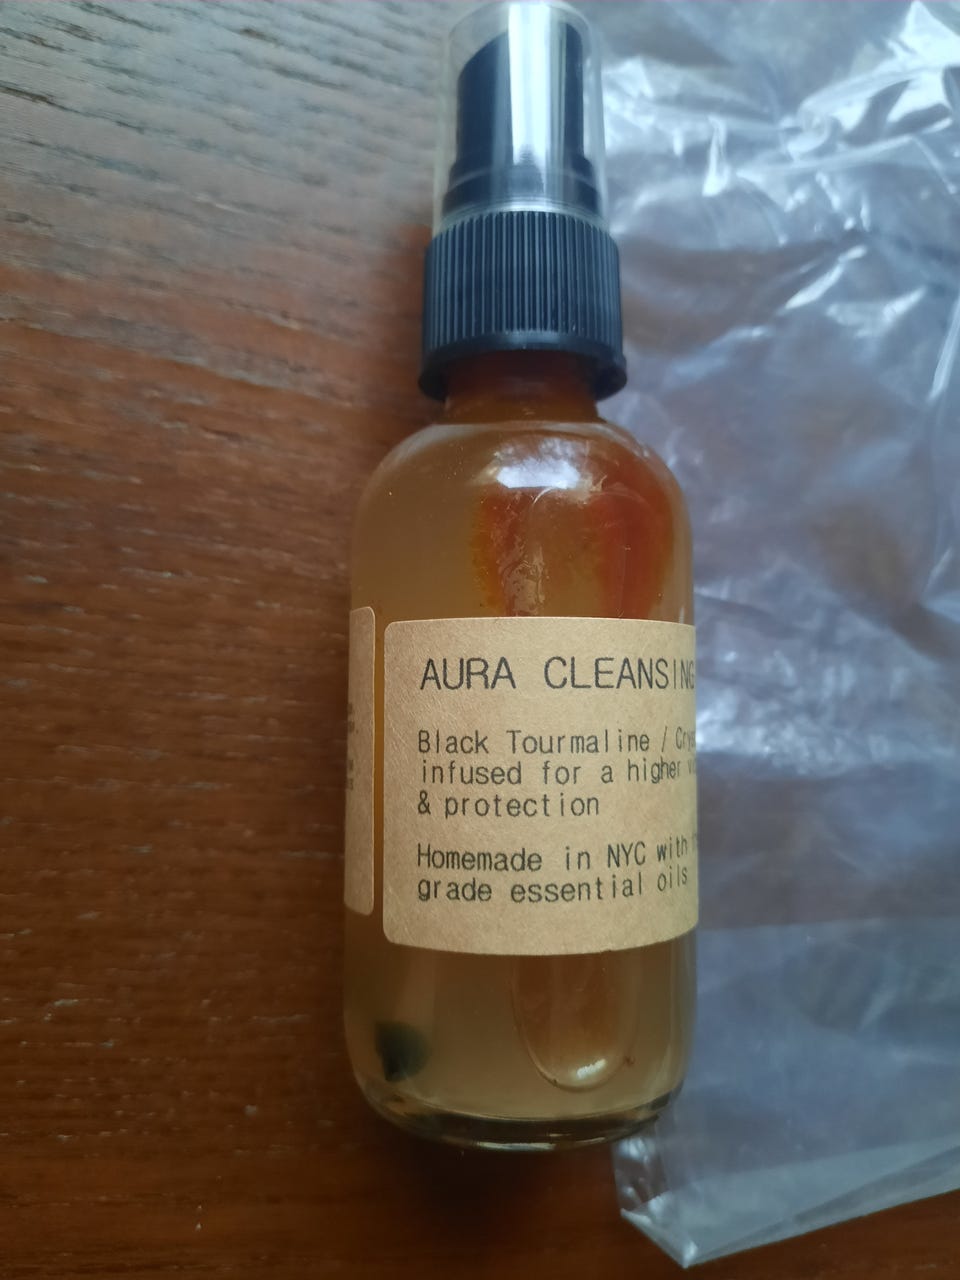 AURA CLEANSING
Black Tourmaline /
infused for a higher
& protection
Homemade in NYC with
grade essential oils